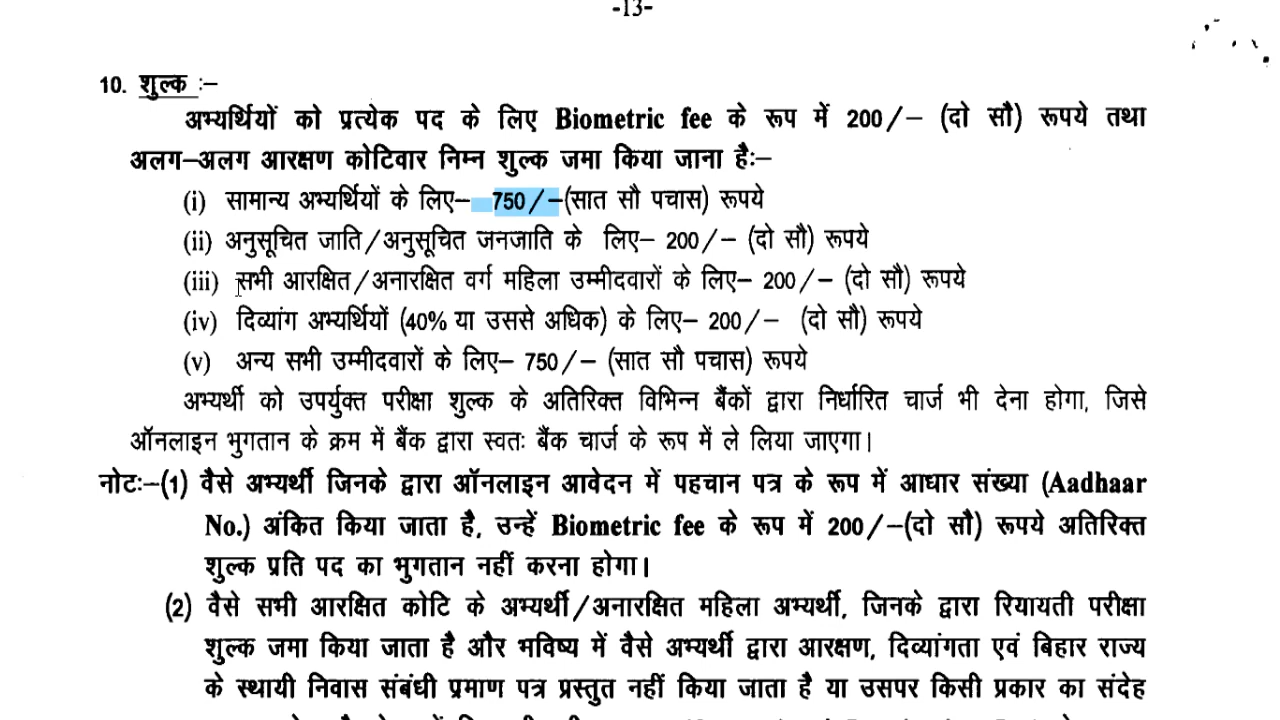 -13-
10. शुल्क :–
अभ्यर्थियों को प्रत्येक पद के लिए Biometric fee के रूप में 200/– (दो सौ) रूपये तथा
अलग–अलग आरक्षण कोटिवार निम्न शुल्क जमा किया जाना है:–
(i) सामान्य अभ्यर्थियों के लिए– 750/–(सात सौ पचास) रूपये
(ii) अनुसूचित जाति/अनुसूचित जनजाति के लिए– 200/– (दो सौ) रूपये
(iii) सभी आरक्षित/अनारक्षित वर्ग महिला उम्मीदवारों के लिए– 200/– (दो सौ) रूपये
(iv) दिव्यांग अभ्यर्थियों (40% या उससे अधिक) के लिए– 200/– (दो सौ) रूपये
(v) अन्य सभी उम्मीदवारों के लिए– 750/– (सात सौ पचास) रूपये
अभ्यर्थी को उपर्युक्त परीक्षा शुल्क के अतिरिक्त विभिन्न बैंकों द्वारा निर्धारित चार्ज भी देना होगा, जिसे
ऑनलाइन भुगतान के क्रम में बैंक द्वारा स्वतः बैंक चार्ज के रूप में ले लिया जाएगा।
नोटः–(1) वैसे अभ्यर्थी जिनके द्वारा ऑनलाइन आवेदन में पहचान पत्र के रूप में आधार संख्या (Aadhaar
No.) अंकित किया जाता है, उन्हें Biometric fee के रूप में 200/–(दो सौ) रूपये अतिरिक्त
शुल्क प्रति पद का भुगतान नहीं करना होगा।
(2) वैसे सभी आरक्षित कोटि के अभ्यर्थी/अनारक्षित महिला अभ्यर्थी, जिनके द्वारा रियायती परीक्षा
शुल्क जमा किया जाता है और भविष्य में वैसे अभ्यर्थी द्वारा आरक्षण, दिव्यांगता एवं बिहार राज्य
के स्थायी निवास संबंधी प्रमाण पत्र प्रस्तुत नहीं किया जाता है या उसपर किसी प्रकार का संदेह